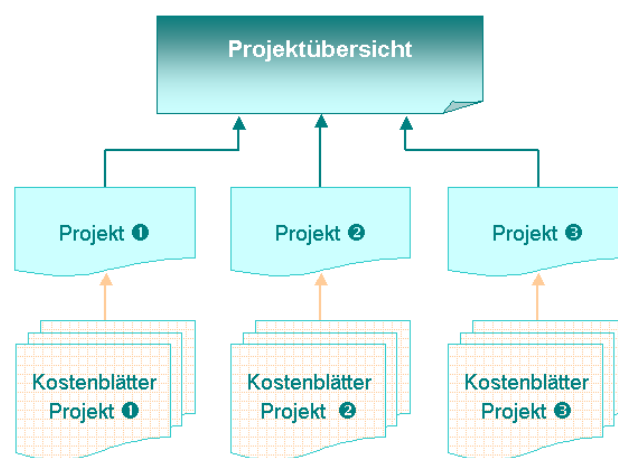 Projektübersicht
Projekt ❶
Projekt ❷
Projekt ❸
Kostenblätter
Projekt ❶
Kostenblätter
Projekt ❷
Kostenblätter
Projekt ❸